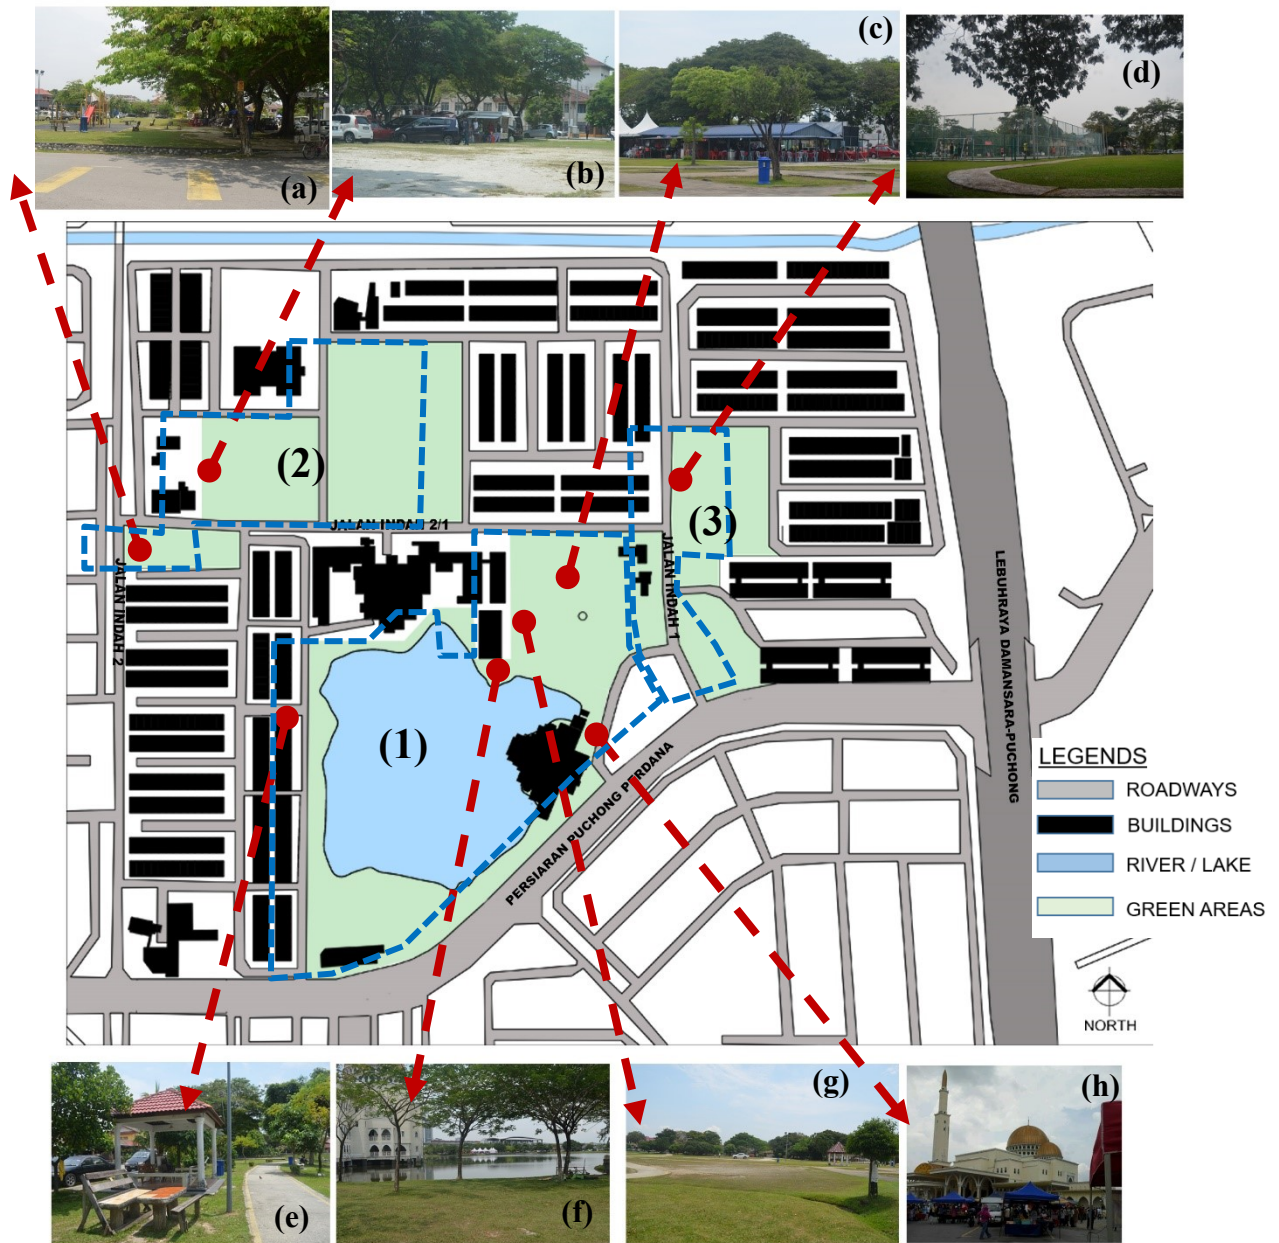 (a)
(b)
(c)
(d)
(2)
JALAN INDAH 2/1
(3)
JALAN INDAH 2
JALAN INDAH 1
LEBUHRAYA DAMANSARA-PUCHONG
(1)
PERSIARAN PUCHONG PERDANA
LEGENDS
ROADWAYS
BUILDINGS
RIVER / LAKE
GREEN AREAS
NORTH
(e)
(f)
(g)
(h)